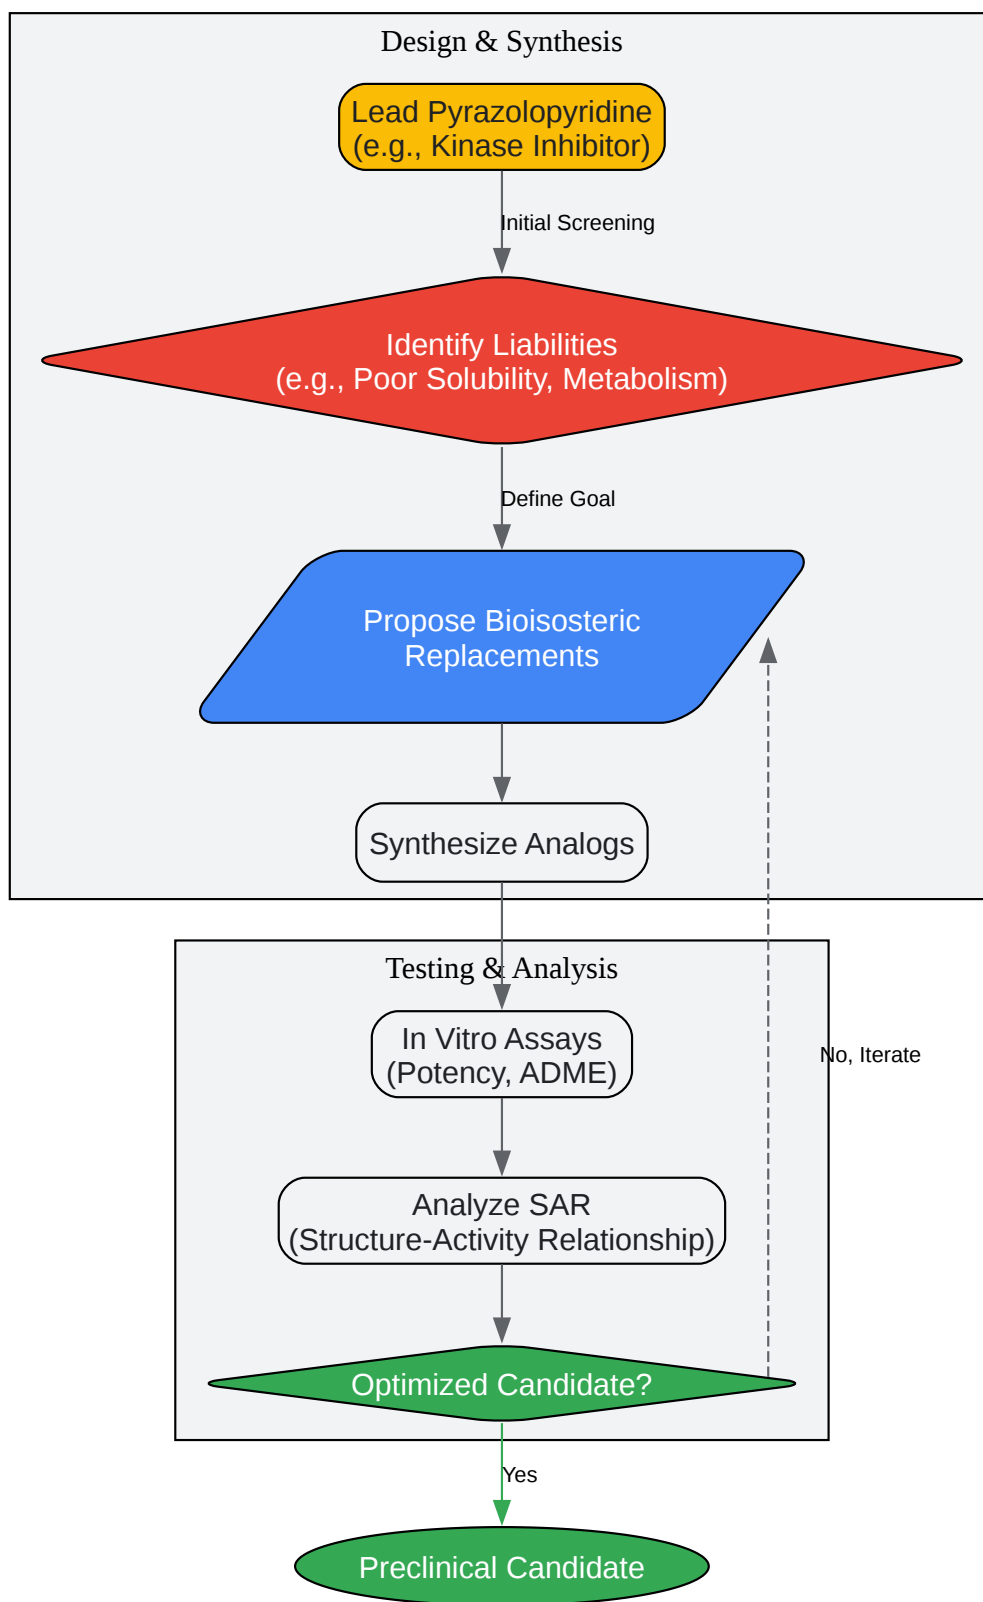 Design & Synthesis
Lead Pyrazolopyridine
(e.g., Kinase Inhibitor)
Initial Screening
Identify Liabilities
(e.g., Poor Solubility, Metabolism)
Define Goal
Propose Bioisosteric
Replacements
Synthesize Analogs
Testing & Analysis
In Vitro Assays
(Potency, ADME)
No, Iterate
Analyze SAR
(Structure-Activity Relationship)
Optimized Candidate?
Yes
Preclinical Candidate